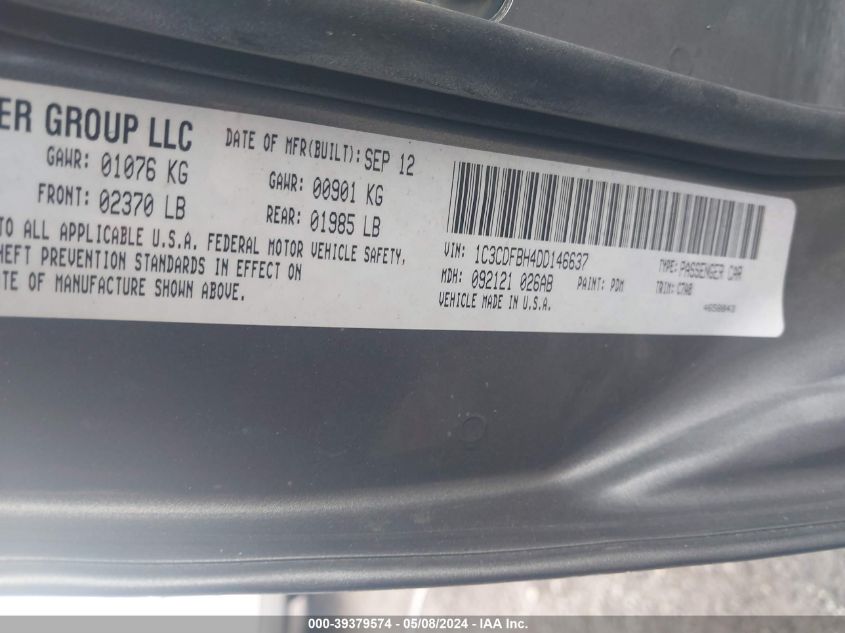 ER GROUP LLC
DATE OF MFR(BUILT): SEP 12
GAWR: 01076 KG
GAWR: 00901 KG
FRONT: 02370 LB
REAR: 01985 LB
TO ALL APPLICABLE U.S.A. FEDERAL MOTOR VEHICLE SAFETY,
HEFT PREVENTION STANDARDS IN EFFECT ON
TE OF MANUFACTURE SHOWN ABOVE.
VIN: 1C3CDFBH4DD146637
TYPE: PASSENGER CAR
MDH: 092121 026AB
PAINT: PDM
TRIM: C7A0
VEHICLE MADE IN U.S.A.
000-39379574 - 05/08/2024 - IAA Inc.